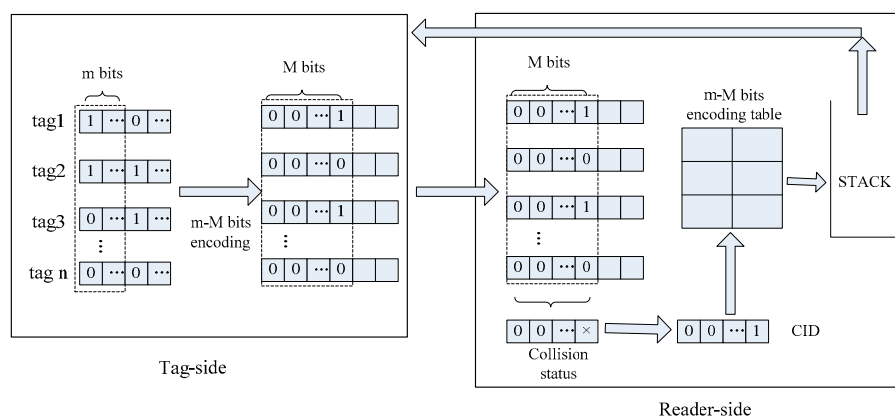 m bits
tag1 1 ··· 0 ···
tag2 1 ··· 1 ···
tag3 0 ··· 1 ···
⋮
tag n 0 ··· 0 ···
m-M bits
encoding
M bits
0 0 ··· 1
0 0 ··· 0
0 0 ··· 1
⋮
0 0 ··· 0
Tag-side
M bits
0 0 ··· 1
0 0 ··· 0
0 0 ··· 1
⋮
0 0 ··· 0
0 0 ··· ×
Collision
status
m-M bits
encoding table
STACK
0 0 ··· 1
CID
Reader-side